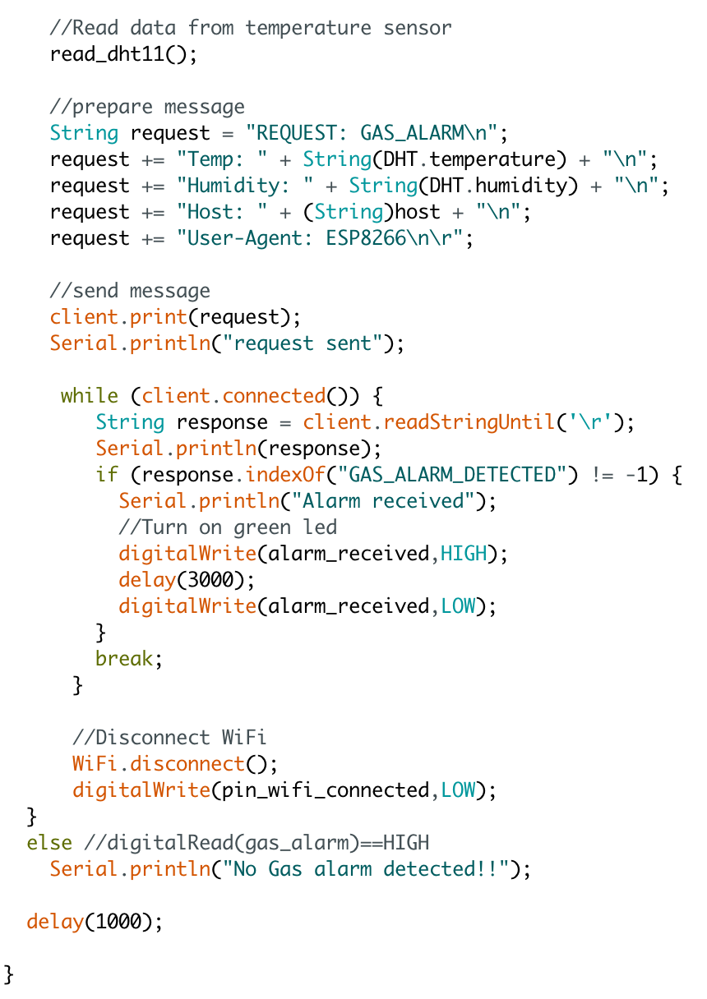 //Read data from temperature sensor
read_dht11();
//prepare message
String request = "REQUEST: GAS_ALARM\n";
request += "Temp: " + String(DHT.temperature) + "\n";
request += "Humidity: " + String(DHT.humidity) + "\n";
request += "Host: " + (String)host + "\n";
request += "User-Agent: ESP8266\n\r";
//send message
client.print(request);
Serial.println("request sent");
while (client.connected()) {
String response = client.readStringUntil('\r');
Serial.println(response);
if (response.indexOf("GAS_ALARM_DETECTED") != -1) {
Serial.println("Alarm received");
//Turn on green led
digitalWrite(alarm_received,HIGH);
delay(3000);
digitalWrite(alarm_received,LOW);
}
break;
}
//Disconnect WiFi
WiFi.disconnect();
digitalWrite(pin_wifi_connected,LOW);
}
else //digitalRead(gas_alarm)==HIGH
Serial.println("No Gas alarm detected!!");
delay(1000);
}